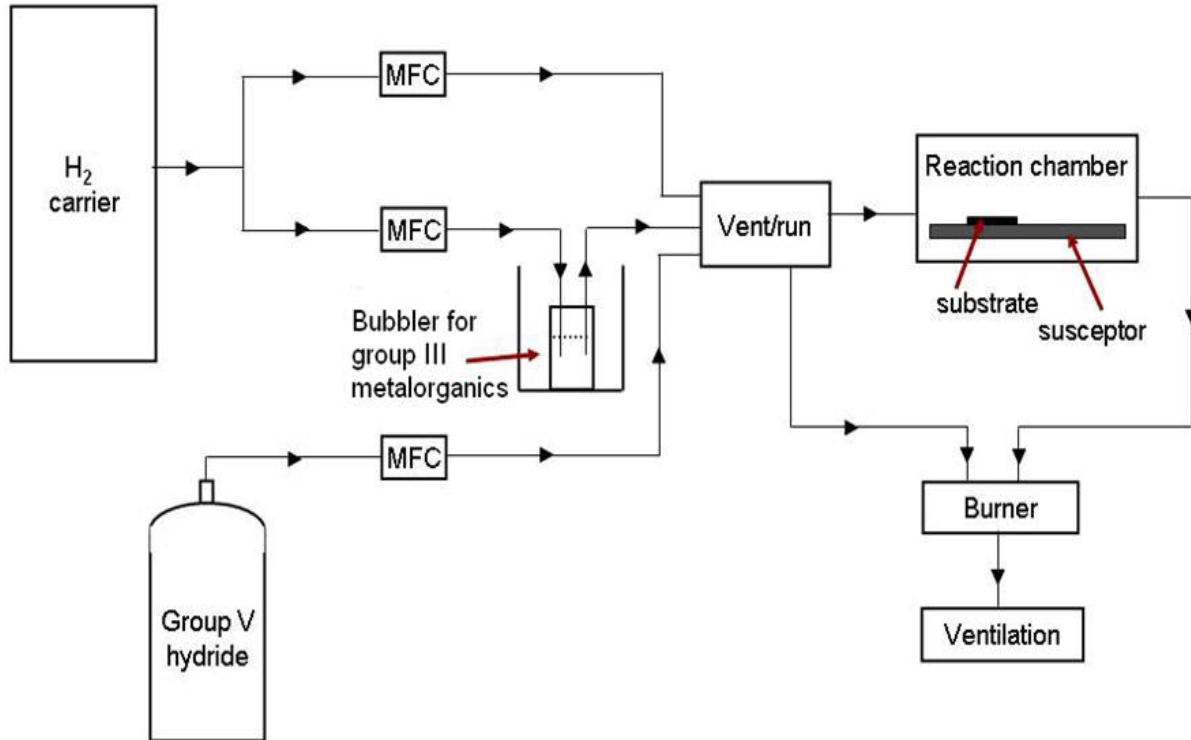 H₂
carrier
MFC
MFC
Bubbler for
group III
metalorganics
MFC
Group V
hydride
Vent/run
Reaction chamber
substrate
susceptor
Burner
Ventilation